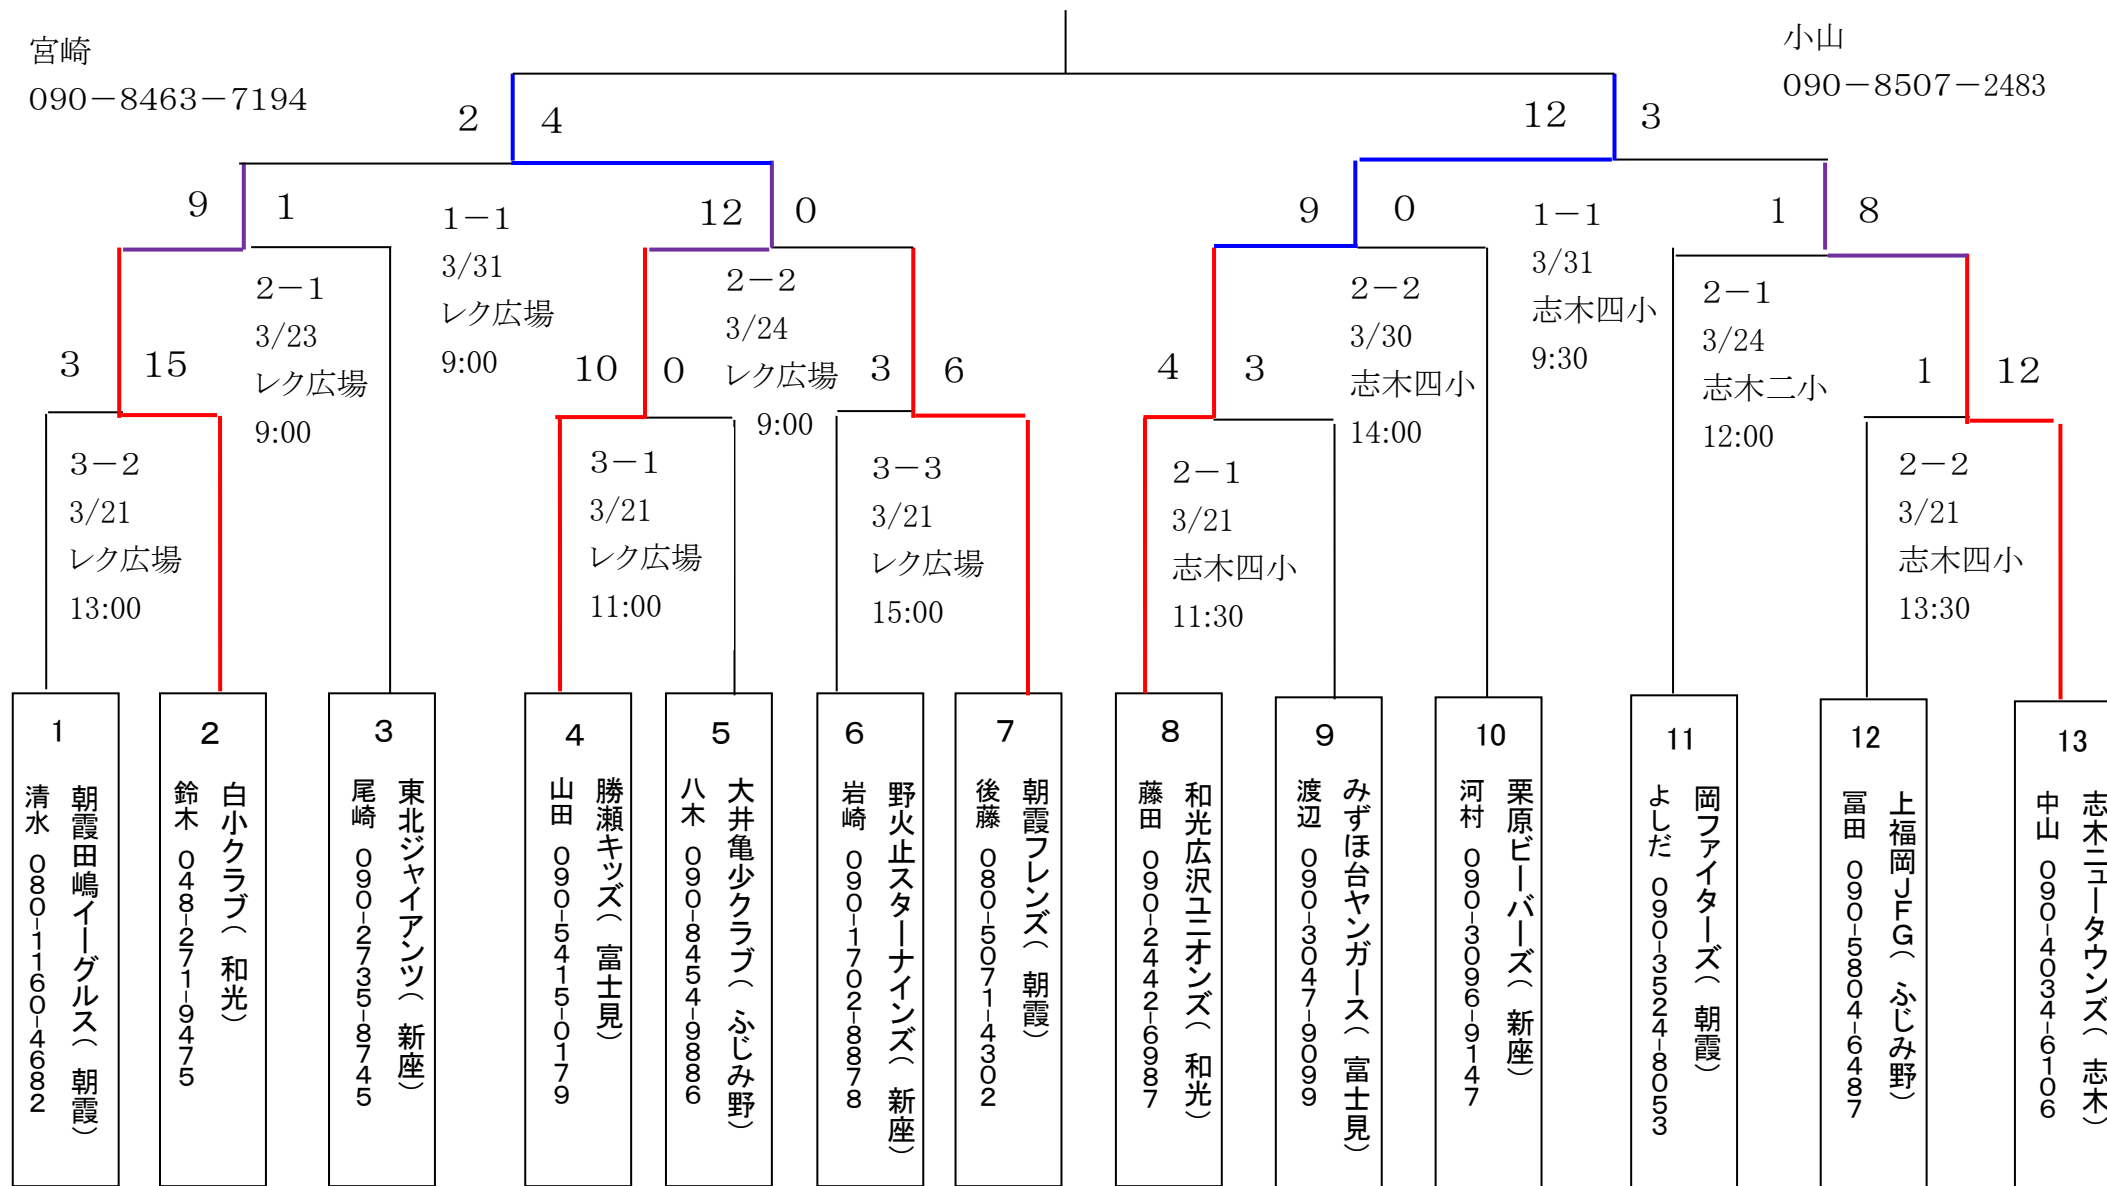 宮崎
090－8463－7194
小山
090－8507－2483
2 4
12 3
9 1
12 0
9 0
1 8
1－1
3/31
レク広場
9:00
1－1
3/31
志木四小
9:30
2－1
3/23
レク広場
9:00
2－2
3/24
レク広場
9:00
2－2
3/30
志木四小
14:00
2－1
3/24
志木二小
12:00
3 15
10 0
3 6
4 3
1 12
3－2
3/21
レク広場
13:00
3－1
3/21
レク広場
11:00
3－3
3/21
レク広場
15:00
2－1
3/21
志木四小
11:30
2－2
3/21
志木四小
13:30
1
朝霞田嶋イーグルス（ 朝霞）
清水 080-1160-4682
2
白小クラブ（ 和光）
鈴木 048-271-9475
3
東北ジャイアンツ（ 新座）
尾崎 090-2735-8745
4
勝瀬キッズ（ 富士見）
山田 090-5415-0179
5
大井亀少クラブ（ ふじみ野）
八木 090-8454-9886
6
野火止スターナインズ（ 新座）
岩崎 090-1702-8878
7
朝霞フレンズ（ 朝霞）
後藤 080-5071-4302
8
和光広沢ユニオンズ（ 和光）
藤田 090-2442-6987
9
みずほ台ヤンガース（ 富士見）
渡辺 090-3047-9099
10
栗原ビーバーズ（ 新座）
河村 090-3096-9147
11
岡ファイターズ（ 朝霞）
よしだ 090-3524-8053
12
上福岡JFG（ ふじみ野）
冨田 090-5804-6487
13
志木ニュータウンズ（ 志木）
中山 090-4034-6106